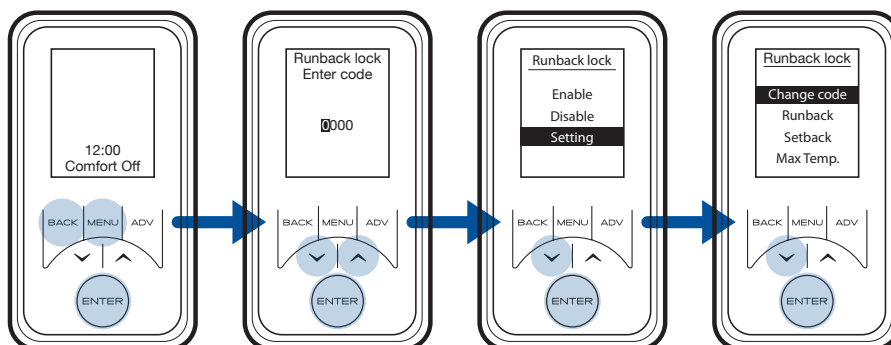 12:00
Comfort Off
BACK MENU ADV
ENTER
Runback lock
Enter code
0000
BACK MENU ADV
ENTER
Runback lock
Enable
Disable
Setting
BACK MENU ADV
ENTER
Runback lock
Change code
Runback
Setback
Max Temp.
BACK MENU ADV
ENTER